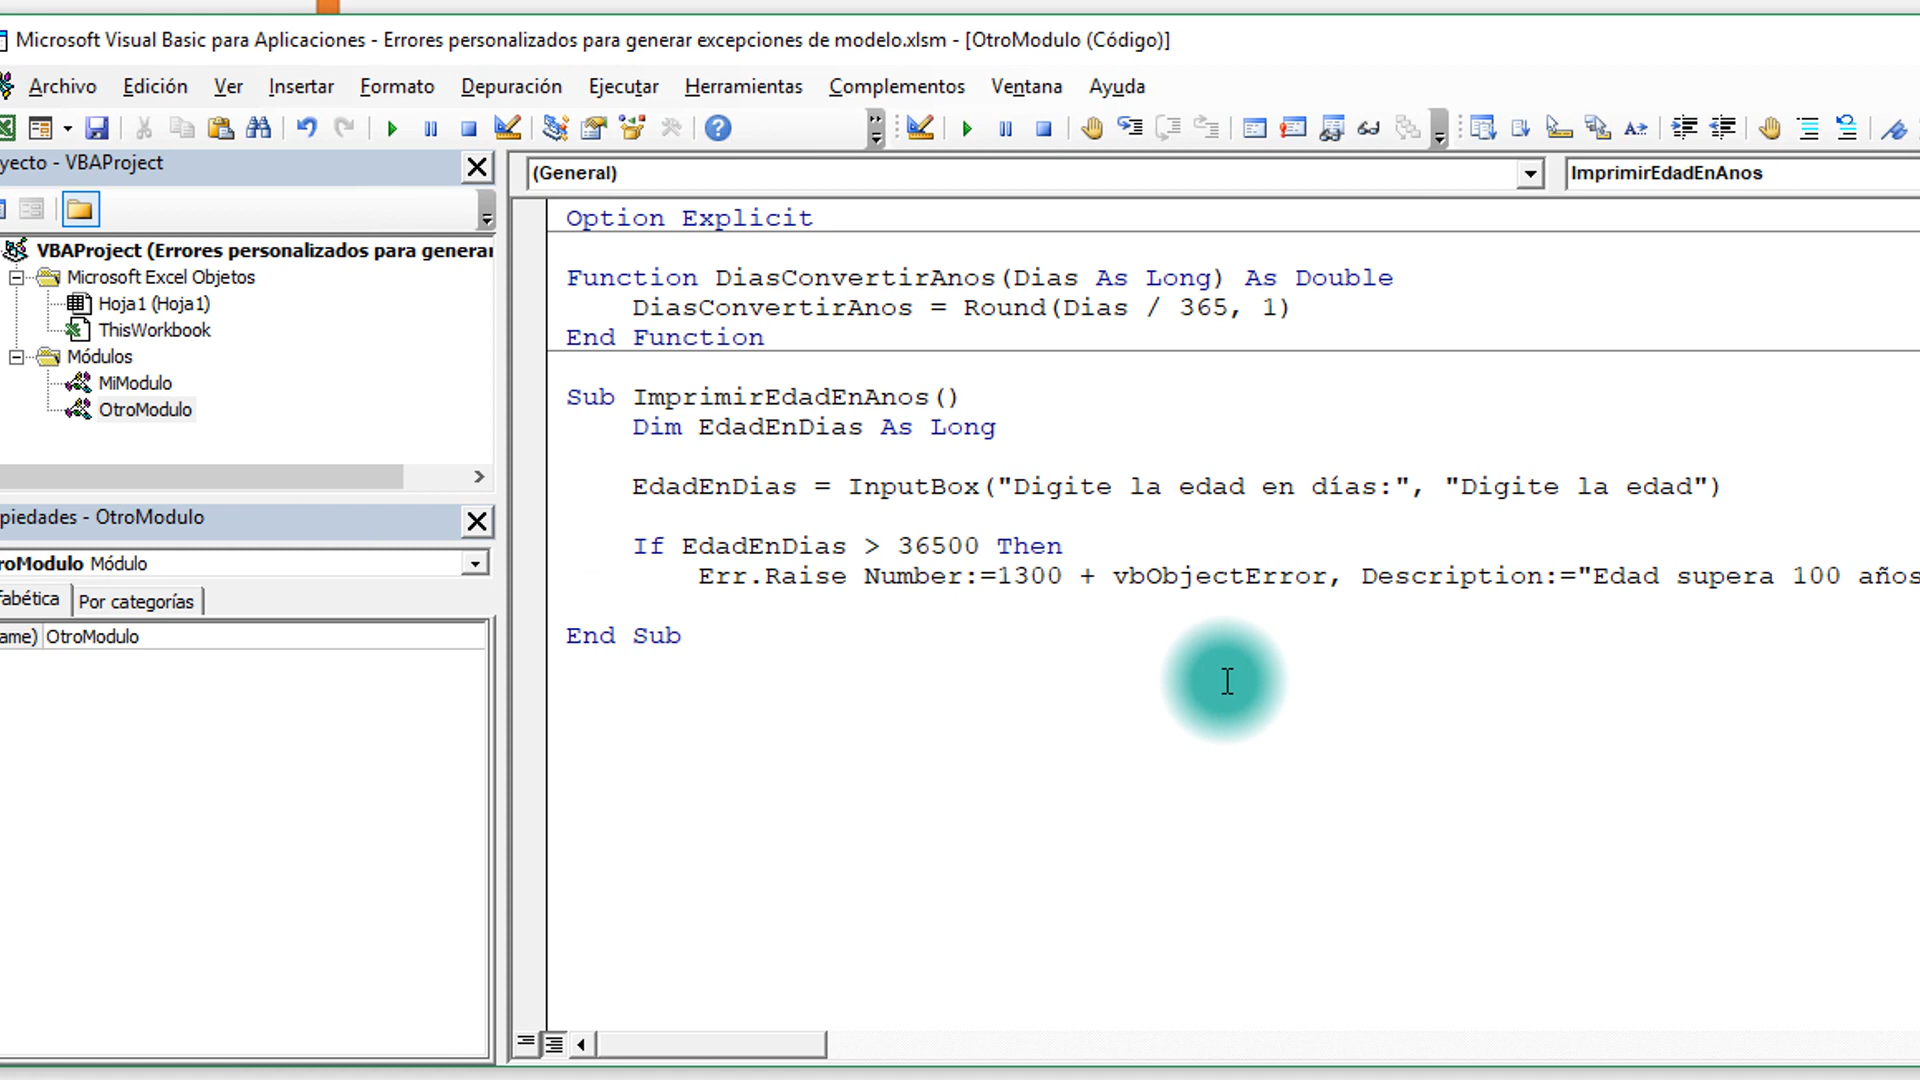 Microsoft Visual Basic para Aplicaciones - Errores personalizados para generar excepciones de modelo.xlsm - [OtroModulo (Código)]
Archivo Edición Ver Insertar Formato Depuración Ejecutar Herramientas Complementos Ventana Ayuda
yecto - VBAProject
(General)
ImprimirEdadEnAnos
VBAProject (Errores personalizados para genera
Microsoft Excel Objetos
Hoja1 (Hoja1)
ThisWorkbook
Módulos
MiModulo
OtroModulo
piedades - OtroModulo
roModulo Módulo
fabética Por categorías
ame) OtroModulo
Option Explicit
Function DiasConvertirAnos(Dias As Long) As Double
DiasConvertirAnos = Round(Dias / 365, 1)
End Function
Sub ImprimirEdadEnAnos()
Dim EdadEnDias As Long
EdadEnDias = InputBox("Digite la edad en días:", "Digite la edad")
If EdadEnDias > 36500 Then
Err.Raise Number:=1300 + vbObjectError, Description:="Edad supera 100 años
End Sub